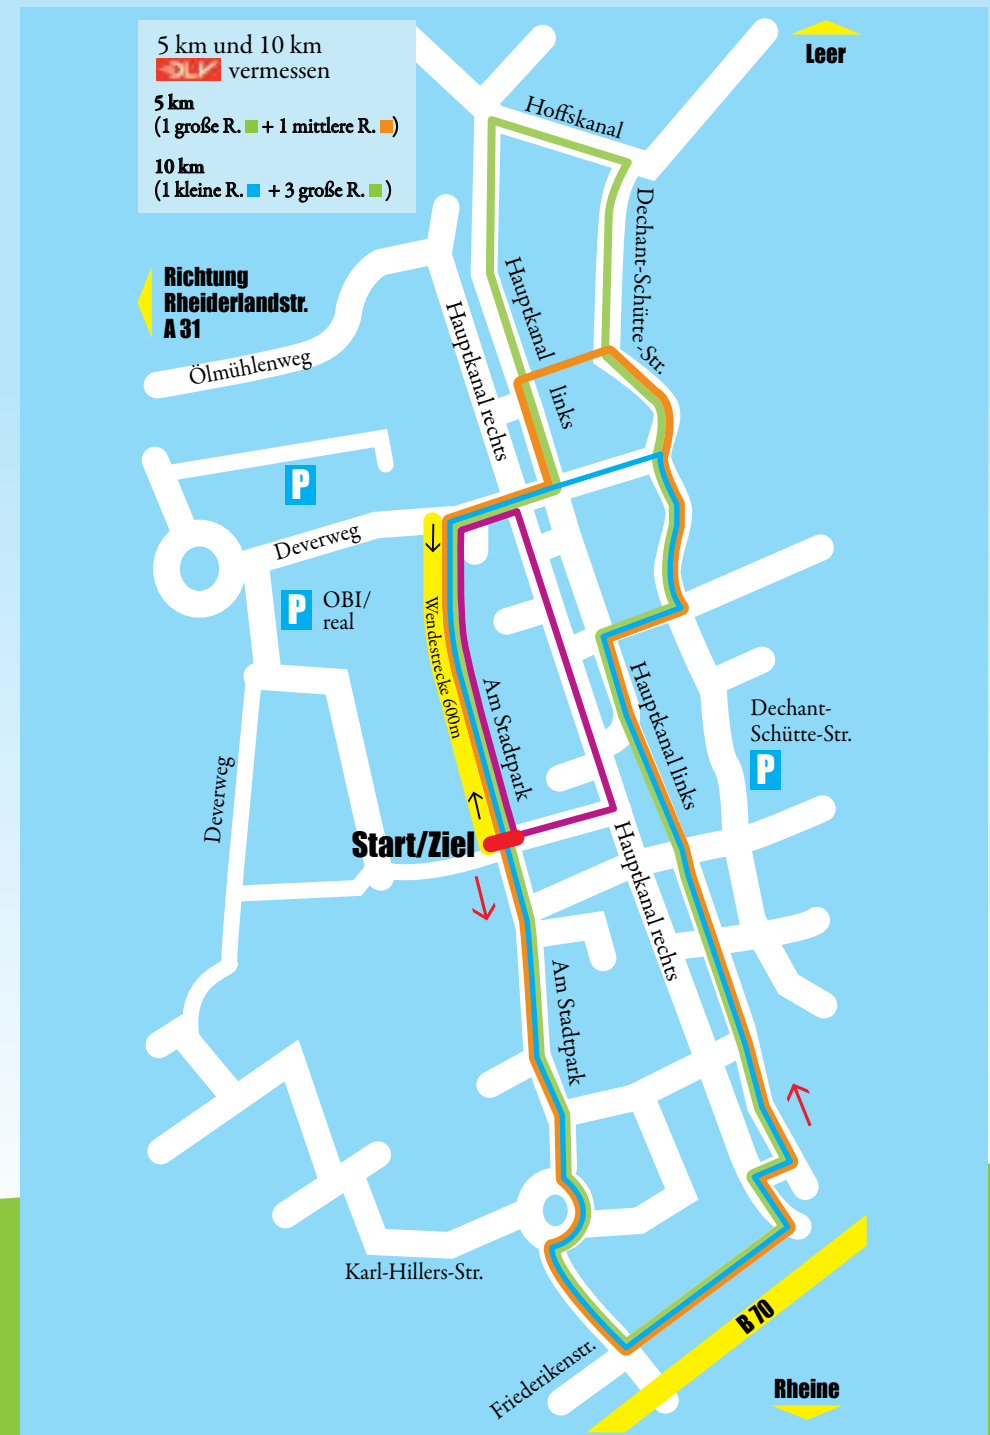 5 km und 10 km
DLV vermessen
5 km
(1 große R. + 1 mittlere R. )
10 km
(1 kleine R. + 3 große R. )
Leer
Hoffskanal
Dechant-Schütte-Str.
Richtung
Rheiderlandstr.
A 31
Hauptkanal
links
Hauptkanal rechts
Ölmühlenweg
P
Deverweg
P
OBI/
real
Wendestrecke 600m
Am Stadtpark
Hauptkanal links
Dechant-
Schütte-Str.
P
Deverweg
Start/Ziel
Hauptkanal rechts
Am Stadtpark
Karl-Hillers-Str.
B 70
Friederikenstr.
Rheine